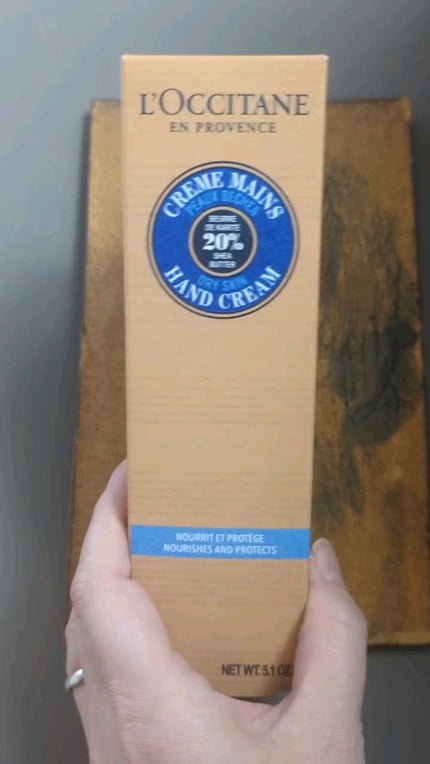 L'OCCITANE
EN PROVENCE
CREME MAINS
PEAUX SECHES
BEURRE
DE KARITE
20%
SHEA
BUTTER
DRY SKIN
HAND CREAM
NOURRIT ET PROTÈGE
NOURISHES AND PROTECTS
NET WT. 5.1 OZ.